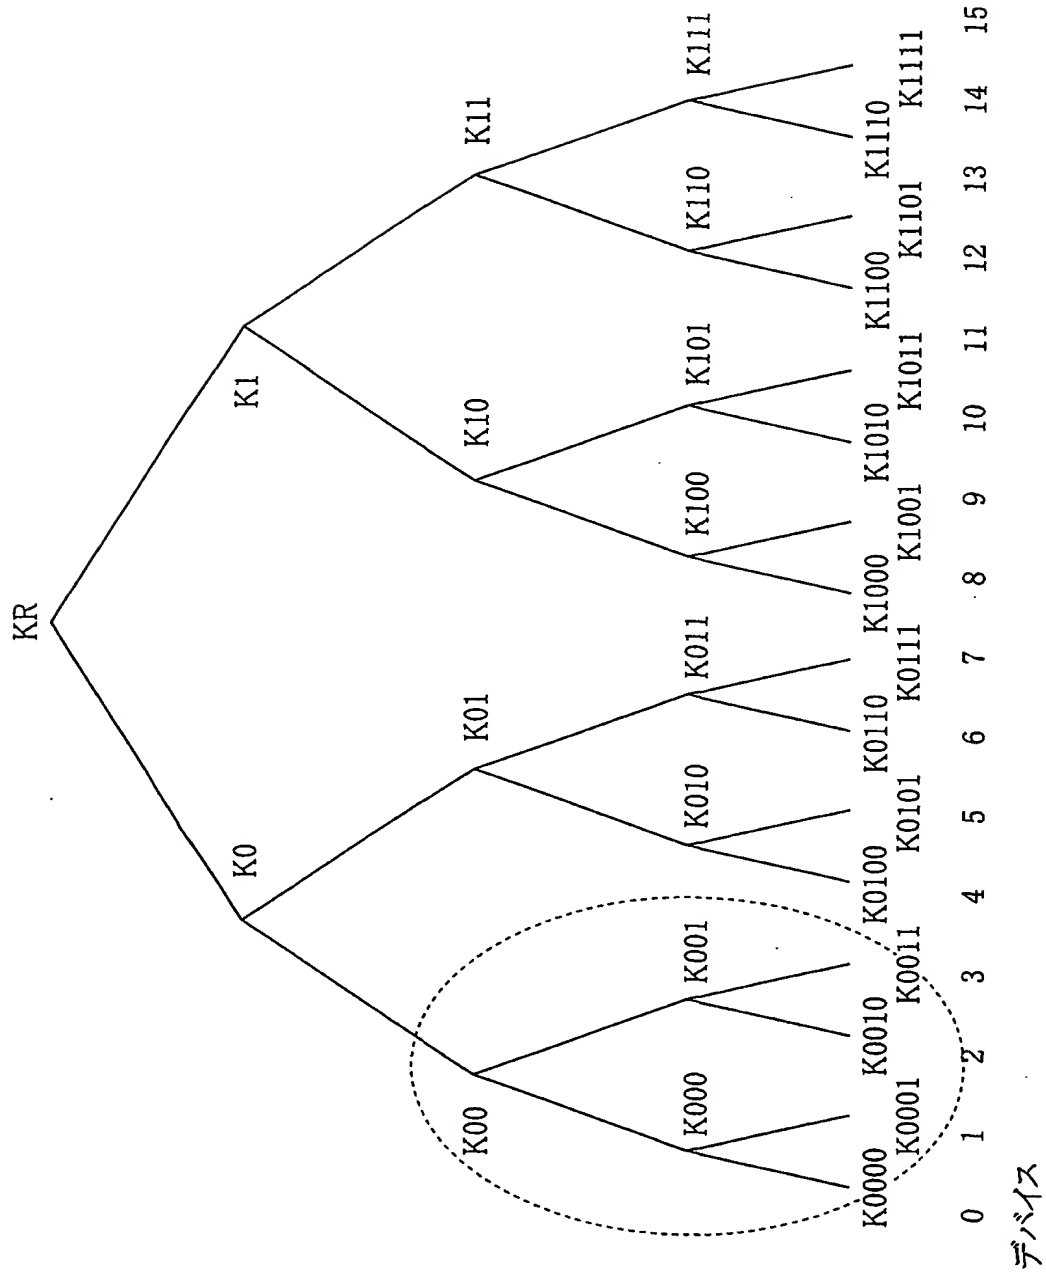 KR
K0
K1
K00
K01
K10
K11
K000
K001
K010
K011
K100
K101
K110
K111
K0000
K0001
K0010
K0011
K0100
K0101
K0110
K0111
K1000
K1001
K1010
K1011
K1100
K1101
K1110
K1111
デバイス 0 1 2 3 4 5 6 7 8 9 10 11 12 13 14 15